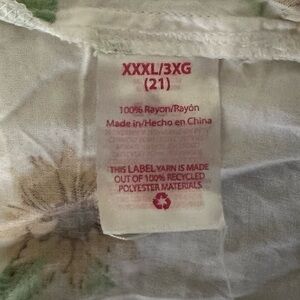 XXXL/3XG
(21)
100% Rayon/Rayón
Made in/Hecho en China
THIS LABEL YARN IS MADE
OUT OF 100% RECYCLED
POLYESTER MATERIALS.